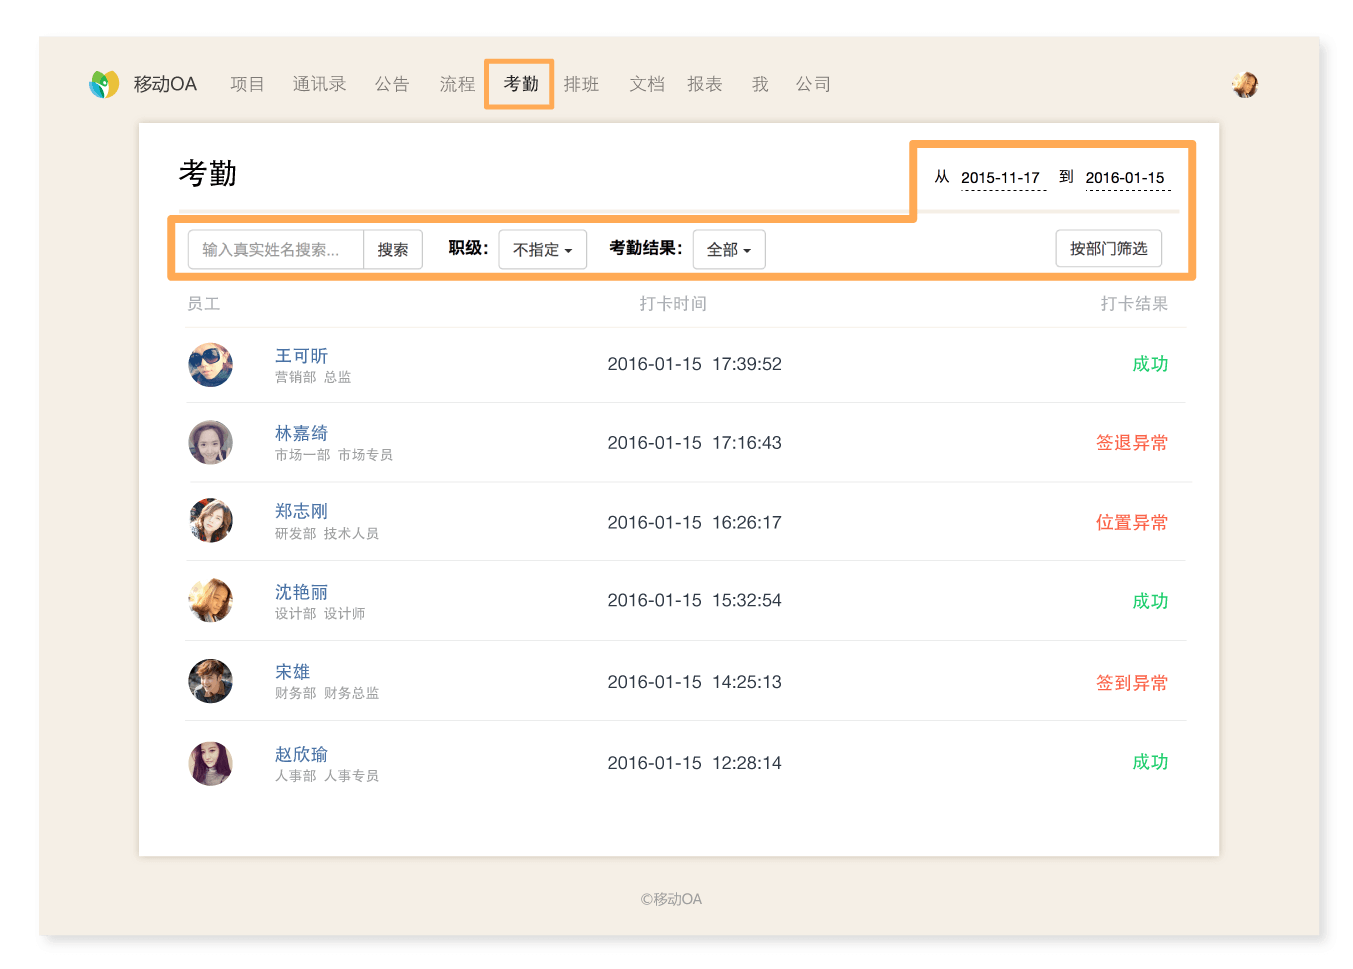 移动OA 项目 通讯录 公告 流程 考勤 排班 文档 报表 我 公司
考勤
从 2015-11-17 到 2016-01-15
输入真实姓名搜索... 搜索 职级: 不指定 考勤结果: 全部 按部门筛选
员工 打卡时间 打卡结果
王可昕
营销部 总监
2016-01-15 17:39:52 成功
林嘉绮
市场一部 市场专员
2016-01-15 17:16:43 签退异常
郑志刚
研发部 技术人员
2016-01-15 16:26:17 位置异常
沈艳丽
设计部 设计师
2016-01-15 15:32:54 成功
宋雄
财务部 财务总监
2016-01-15 14:25:13 签到异常
赵欣瑜
人事部 人事专员
2016-01-15 12:28:14 成功
©移动OA